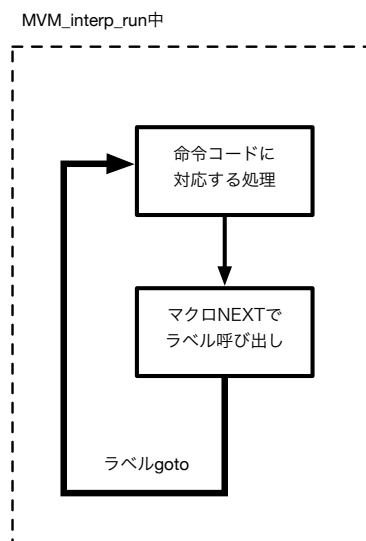 MVM_interp_run中
命令コードに
対応する処理
マクロNEXTで
ラベル呼び出し
ラベルgoto